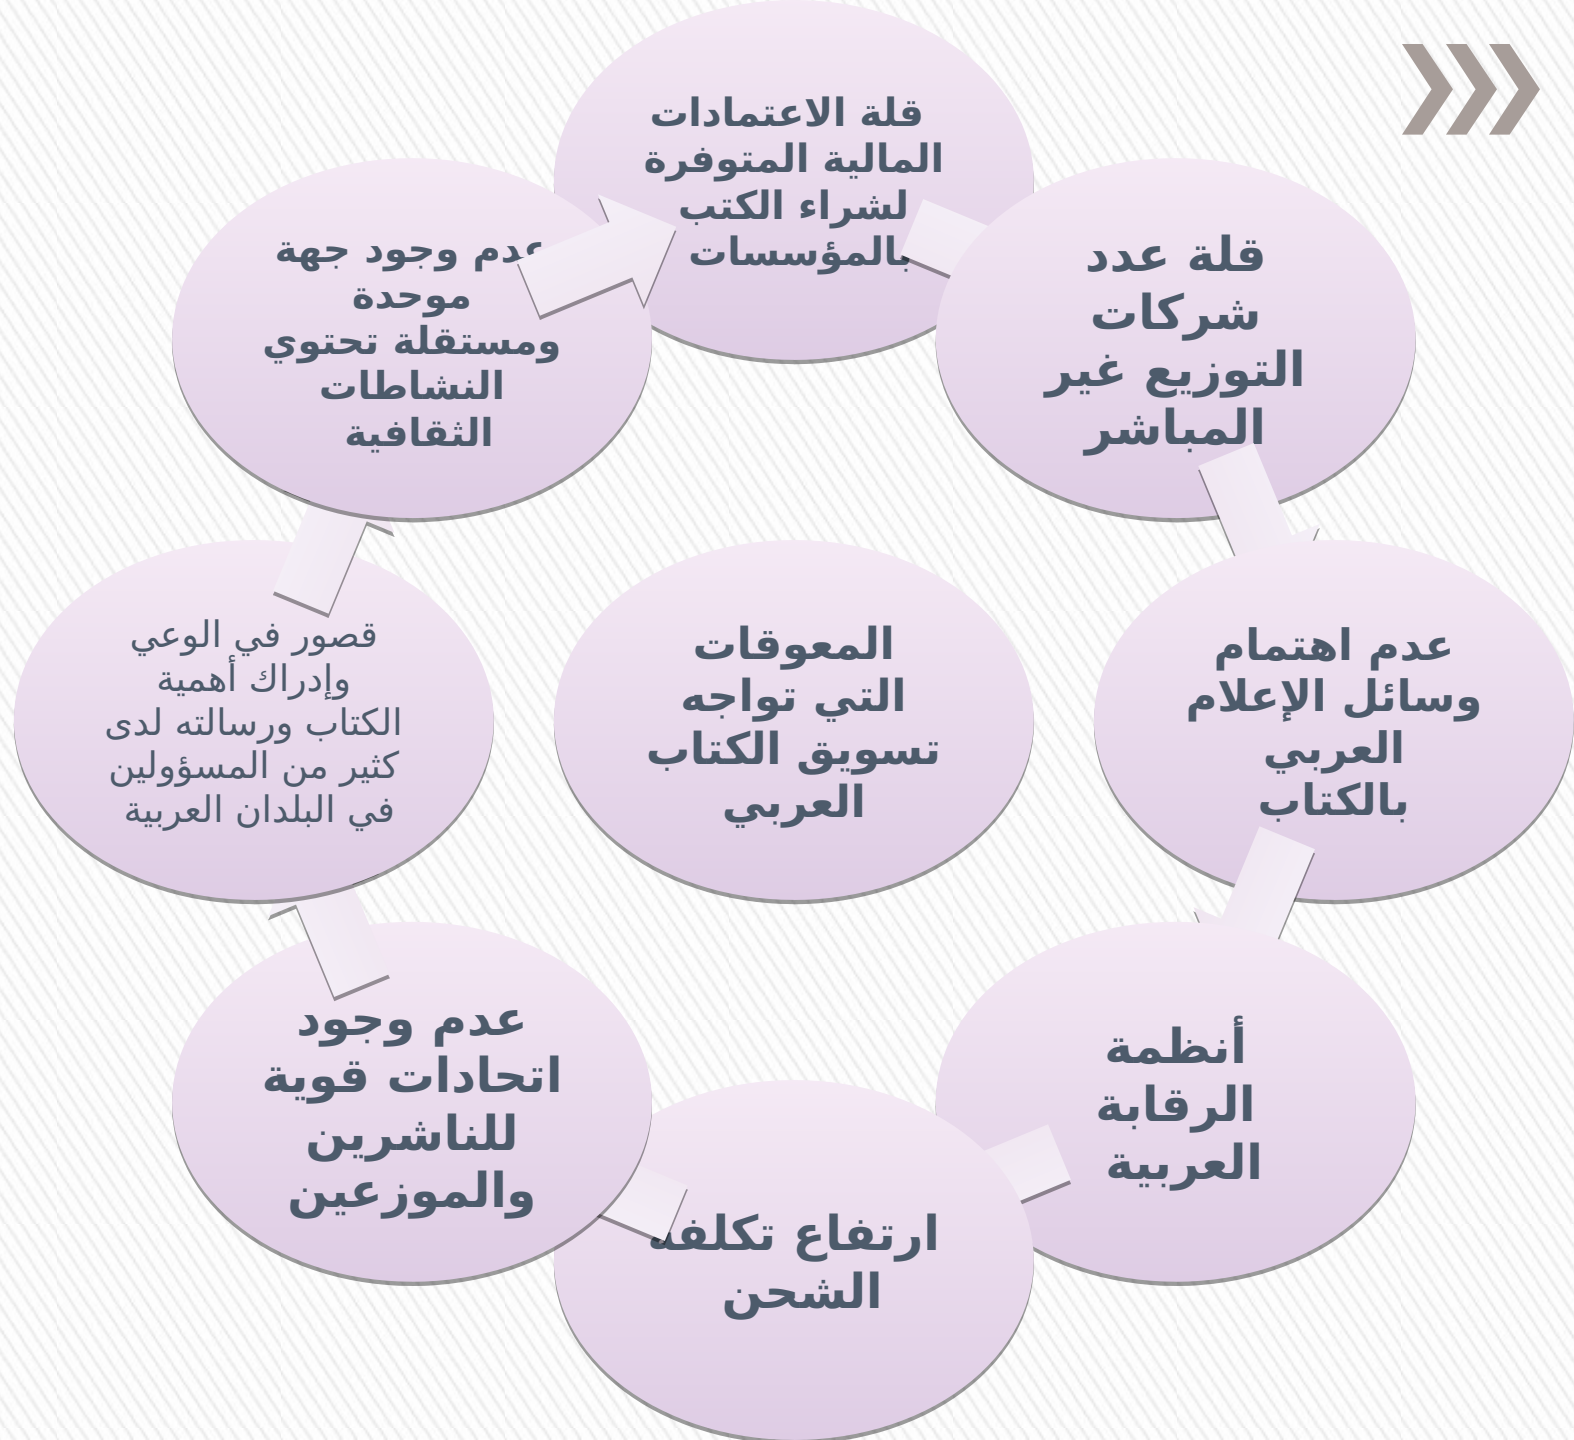 قلة الاعتمادات
المالية المتوفرة
لشراء الكتب
بالمؤسسات
قلة عدد
شركات
التوزيع غير
المباشر
عدم اهتمام
وسائل الإعلام
العربي
بالكتاب
أنظمة
الرقابة
العربية
ارتفاع تكلفة
الشحن
عدم وجود
اتحادات قوية
للناشرين
والموزعين
قصور في الوعي
وإدراك أهمية
الكتاب ورسالته لدى
كثير من المسؤولين
في البلدان العربية
عدم وجود جهة
موحدة
ومستقلة تحتوي
النشاطات
الثقافية
المعوقات
التي تواجه
تسويق الكتاب
العربي